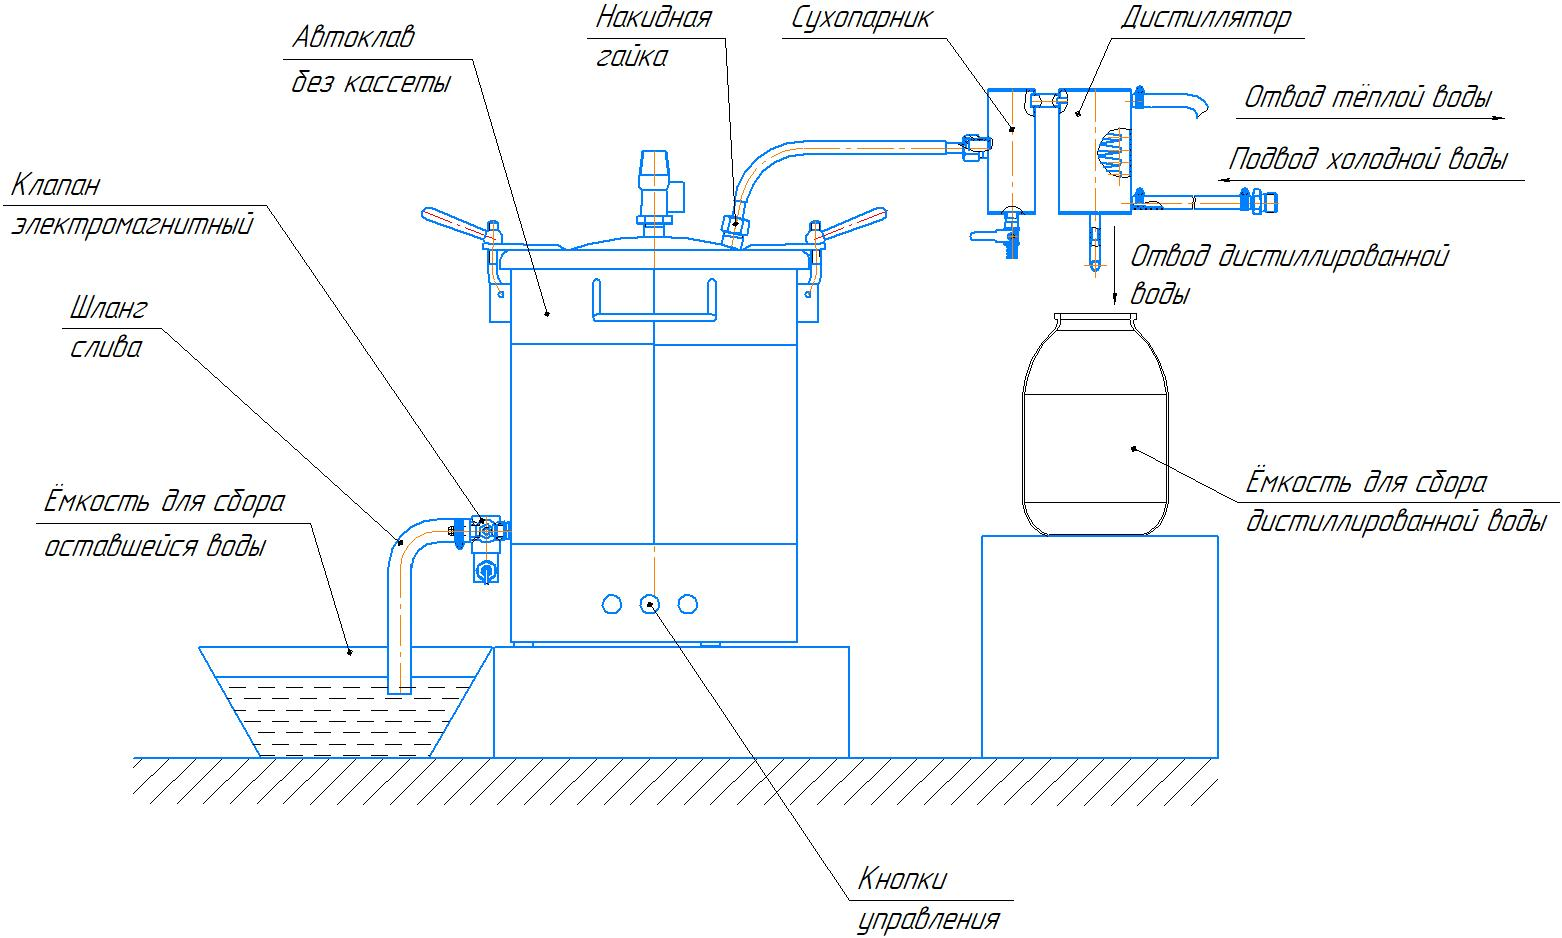 Автоклав
без кассеты
Накидная
гайка
Сухопарник
Дистиллятор
Отвод тёплой воды
Подвод холодной воды
Клапан
электромагнитный
Отвод дистиллированной
воды
Шланг
слива
Ёмкость для сбора
оставшейся воды
Ёмкость для сбора
дистиллированной воды
Кнопки
управления